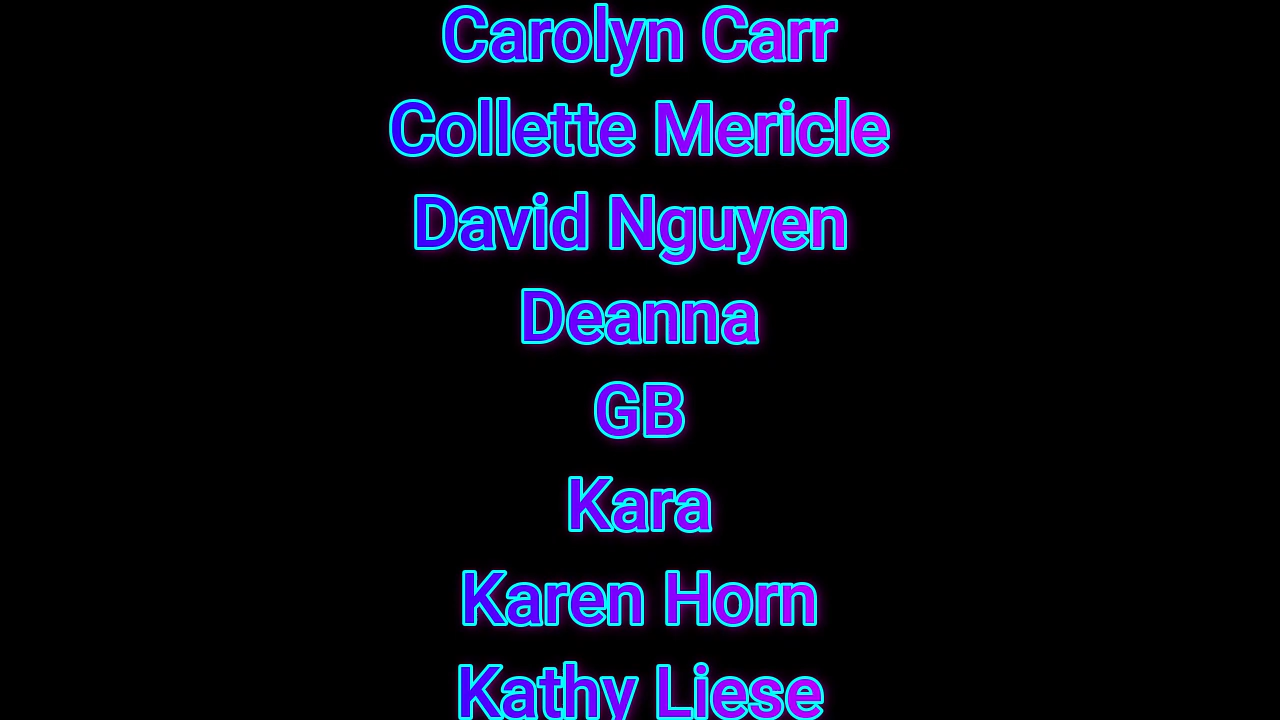 Carolyn Carr
Collette Mericle
David Nguyen
Deanna
GB
Kara
Karen Horn
Kathy Liese